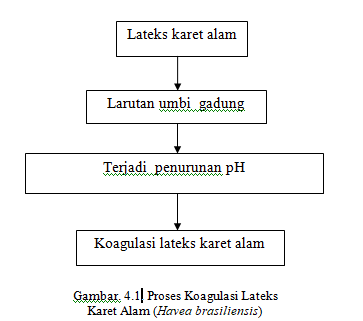 Lateks karet alam
Larutan umbi gadung
Terjadi penurunan pH
Koagulasi lateks karet alam
Gambar. 4.1 Proses Koagulasi Lateks
Karet Alam (Havea brasiliensis)